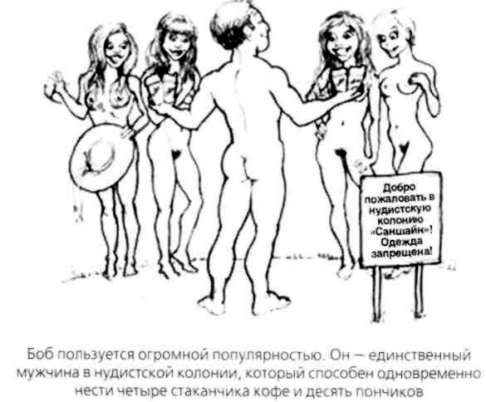 Добро
пожаловать в
нудистскую
колонию
«Саншайн»!
Одежда
запрещена!
Боб пользуется огромной популярностью. Он — единственный
мужчина в нудистской колонии, который способен одновременно
нести четыре стаканчика кофе и десять пончиков